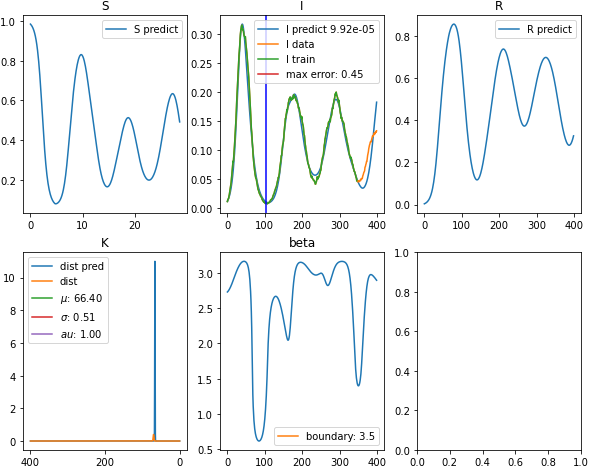 S
I
R
S predict
I predict 9.92e-05
I data
I train
max error: 0.45
R predict
1.0
0.8
0.6
0.4
0.2
0 10 20
0.30
0.25
0.20
0.15
0.10
0.05
0.00
0 100 200 300 400
0.8
0.6
0.4
0.2
0.0
0 100 200 300 400
K
beta
dist pred
dist
μ: 66.40
σ: 0.51
au: 1.00
boundary: 3.5
10
8
6
4
2
0
400 200 0
3.0
2.5
2.0
1.5
1.0
0.5
0 100 200 300 400
1.0
0.8
0.6
0.4
0.2
0.0
0.0 0.2 0.4 0.6 0.8 1.0